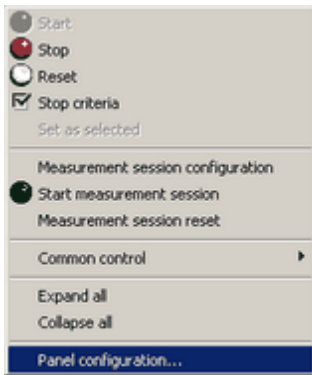 Start
Stop
Reset
Stop criteria
Set as selected
Measurement session configuration
Start measurement session
Measurement session reset
Common control
Expand all
Collapse all
Panel configuration...